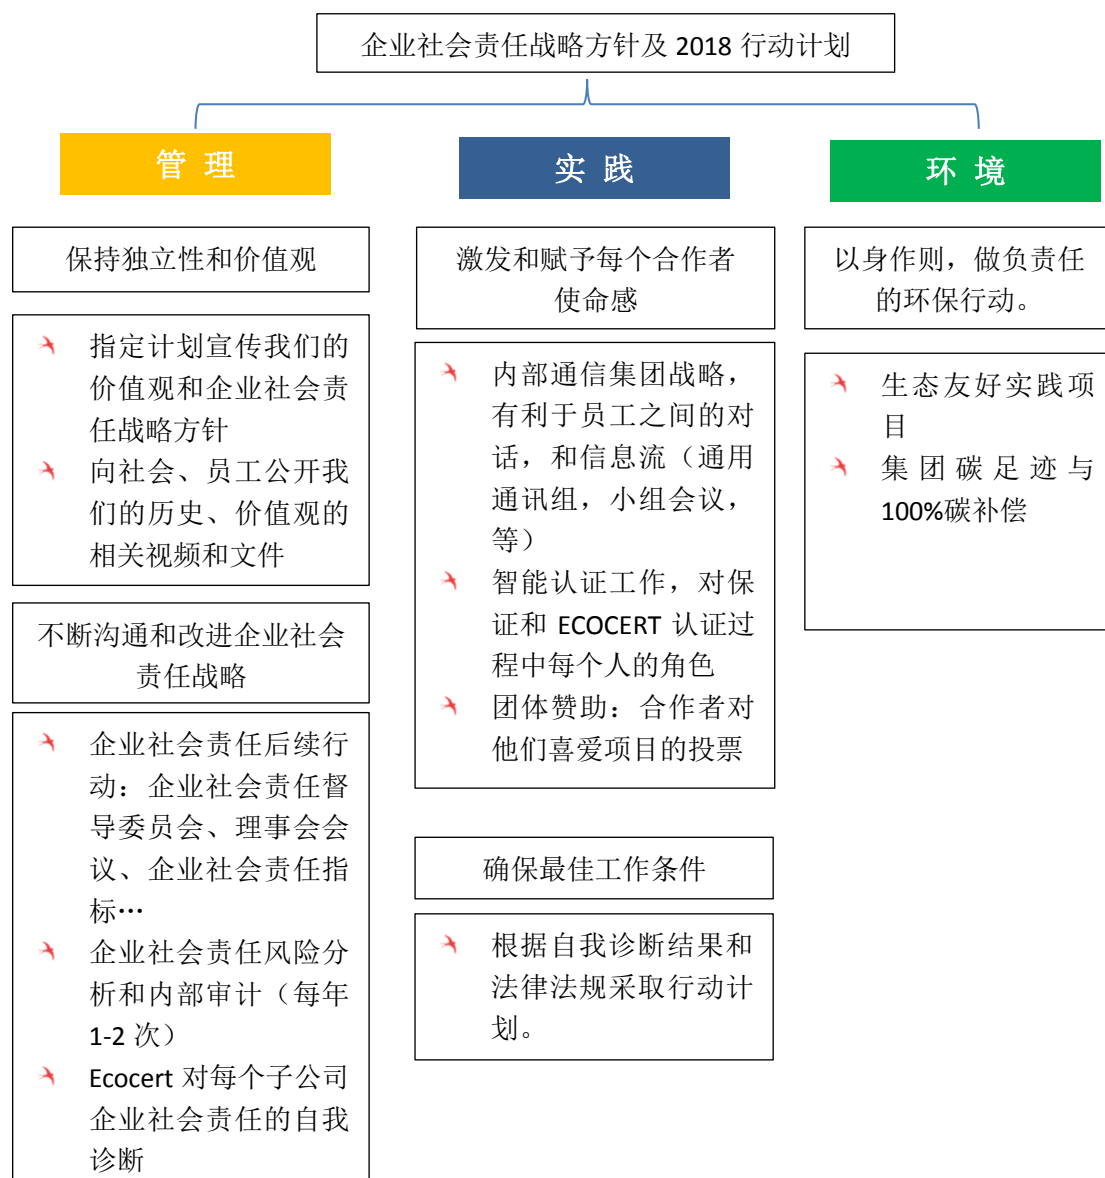 企业社会责任战略方针及 2018 行动计划
管 理
保持独立性和价值观
指定计划宣传我们的
价值观和企业社会责
任战略方针
向社会、员工公开我
们的历史、价值观的
相关视频和文件
不断沟通和改进企业社会
责任战略
企业社会责任后续行
动：企业社会责任督
导委员会、理事会会
议、企业社会责任指
标…
企业社会责任风险分
析和内部审计（每年
1-2 次）
Ecocert 对每个子公司
企业社会责任的自我
诊断
实 践
激发和赋予每个合作者
使命感
内部通信集团战略，
有利于员工之间的对
话，和信息流（通用
通讯组，小组会议，
等）
智能认证工作，对保
证和 ECOCERT 认证过
程中每个人的角色
团体赞助：合作者对
他们喜爱项目的投票
确保最佳工作条件
根据自我诊断结果和
法律法规采取行动计
划。
环 境
以身作则，做负责任
的环保行动。
生态友好实践项
目
集团碳足迹与
100%碳补偿